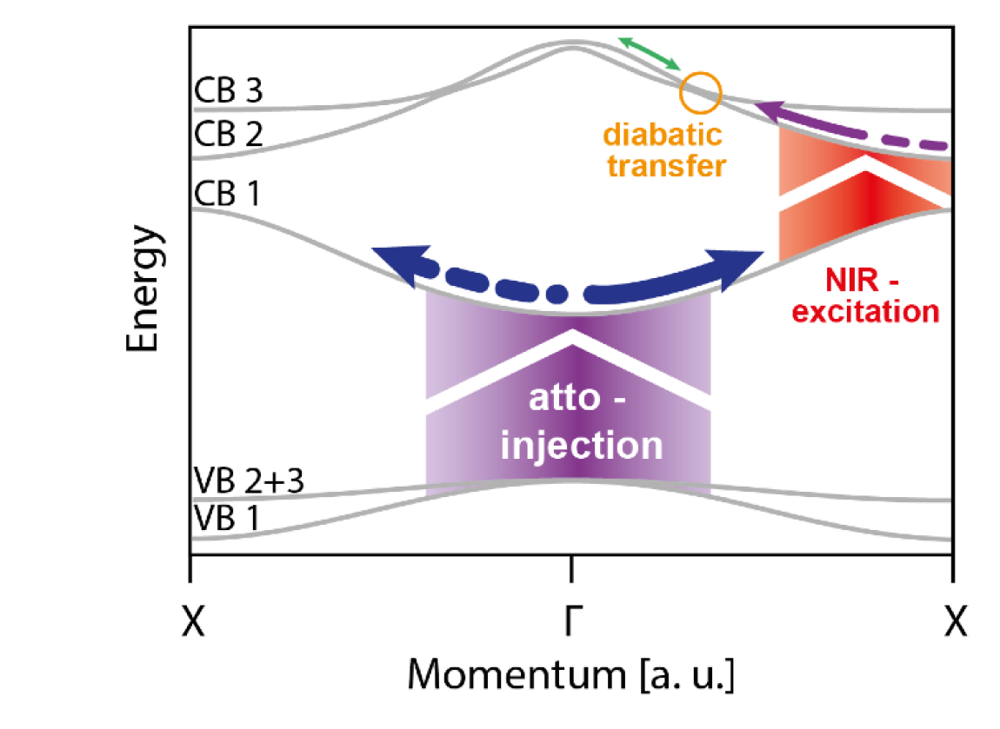 CB 3
CB 2
CB 1
diabatic
transfer
NIR -
excitation
atto -
injection
VB 2+3
VB 1
Energy
X
Γ
X
Momentum [a. u.]